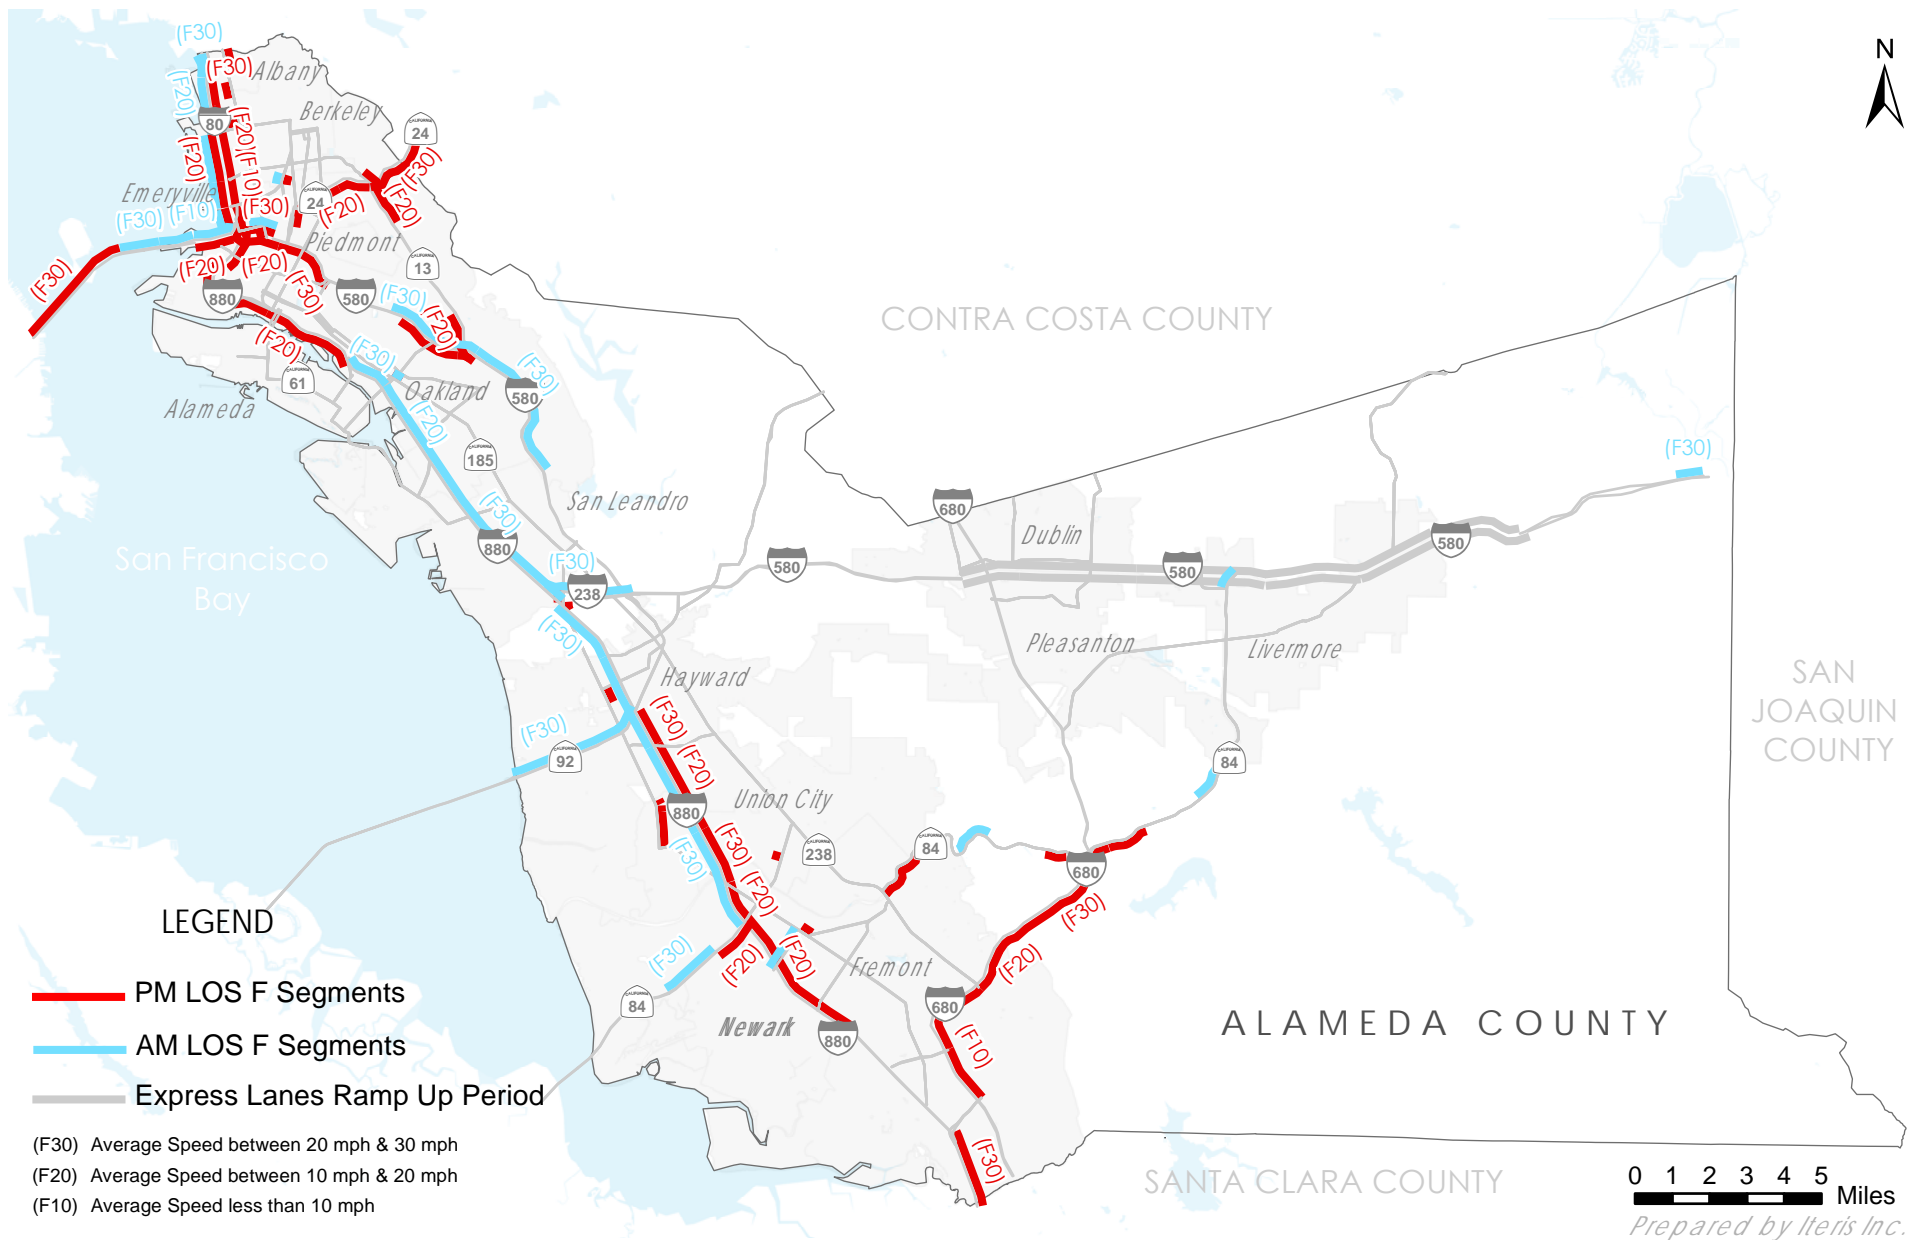 N
(F30)
(F30)
Albany
(F20)
Berkeley
80
(F20)
24
(F20)
(F10)
(F30)
Emeryville
24
(F20)
(F20)
(F30)
(F10)
(F30)
Piedmont
13
(F30)
(F20)
(F20)
880
(F30)
580
(F30)
(F20)
CONTRA COSTA COUNTY
(F20)
(F30)
(F30)
61
Oakland
580
Alameda
(F20)
185
(F30)
San Leandro
(F30)
680
Dublin
580
880
San Francisco
Bay
(F30)
580
580
238
(F30)
Pleasanton
Livermore
Hayward
SAN
JOAQUIN
COUNTY
(F30)
(F30)
(F20)
92
84
Union City
880
(F30)
(F30)
238
84
680
(F20)
(F30)
LEGEND
(F30)
(F20)
(F20)
Fremont
(F20)
84
680
Newark
880
ALAMEDA COUNTY
(F10)
PM LOS F Segments
AM LOS F Segments
Express Lanes Ramp Up Period
(F30) Average Speed between 20 mph & 30 mph
(F20) Average Speed between 10 mph & 20 mph
(F10) Average Speed less than 10 mph
(F30)
SANTA CLARA COUNTY
0 1 2 3 4 5 Miles
Prepared by Iteris Inc.